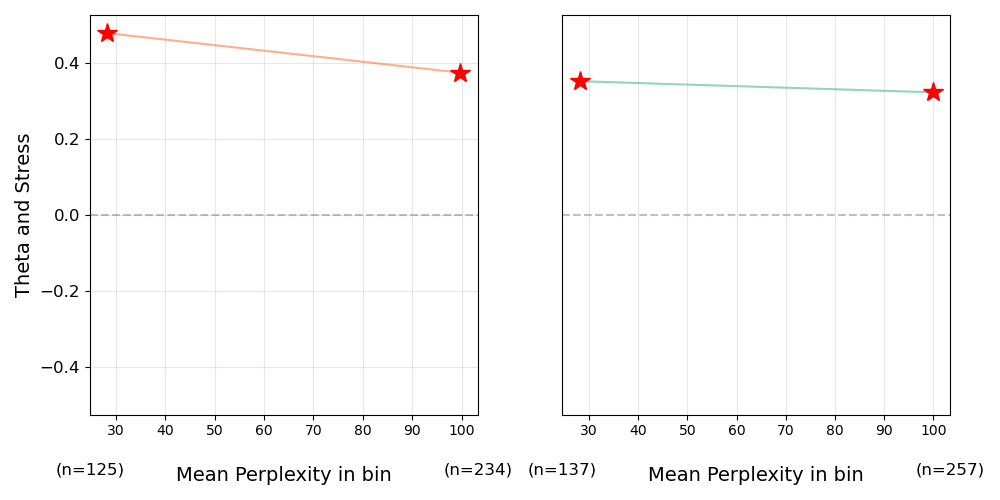 Theta and Stress
0.4
0.2
0.0
−0.2
−0.4
30 40 50 60 70 80 90 100
30 40 50 60 70 80 90 100
(n=125) Mean Perplexity in bin (n=234)
(n=137) Mean Perplexity in bin (n=257)